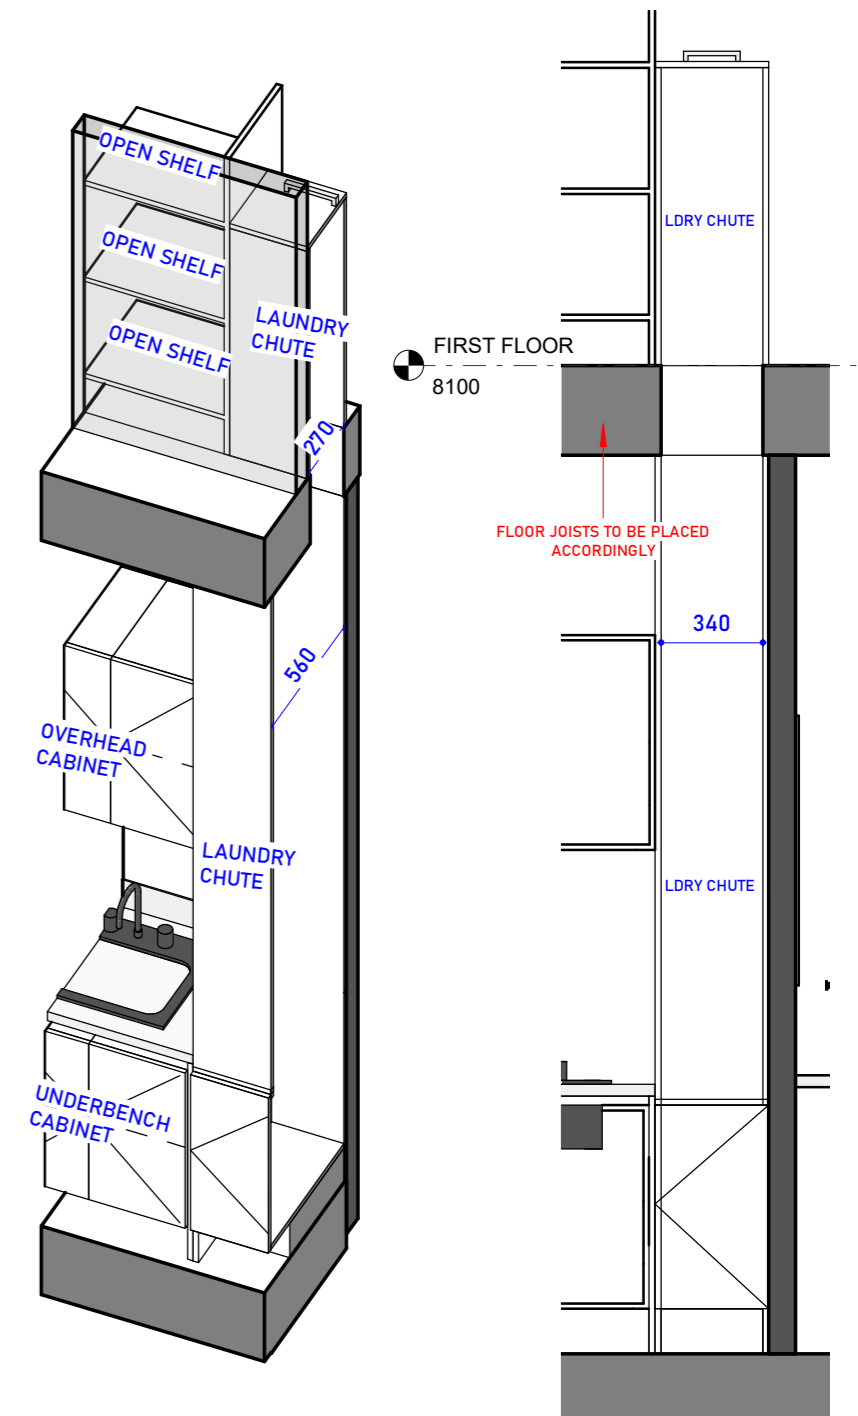 OPEN SHELF
OPEN SHELF
OPEN SHELF
LAUNDRY
CHUTE
270
560
OVERHEAD
CABINET
LAUNDRY
CHUTE
UNDERBENCH
CABINET
LDRY CHUTE
FIRST FLOOR
8100
FLOOR JOISTS TO BE PLACED
ACCORDINGLY
340
LDRY CHUTE